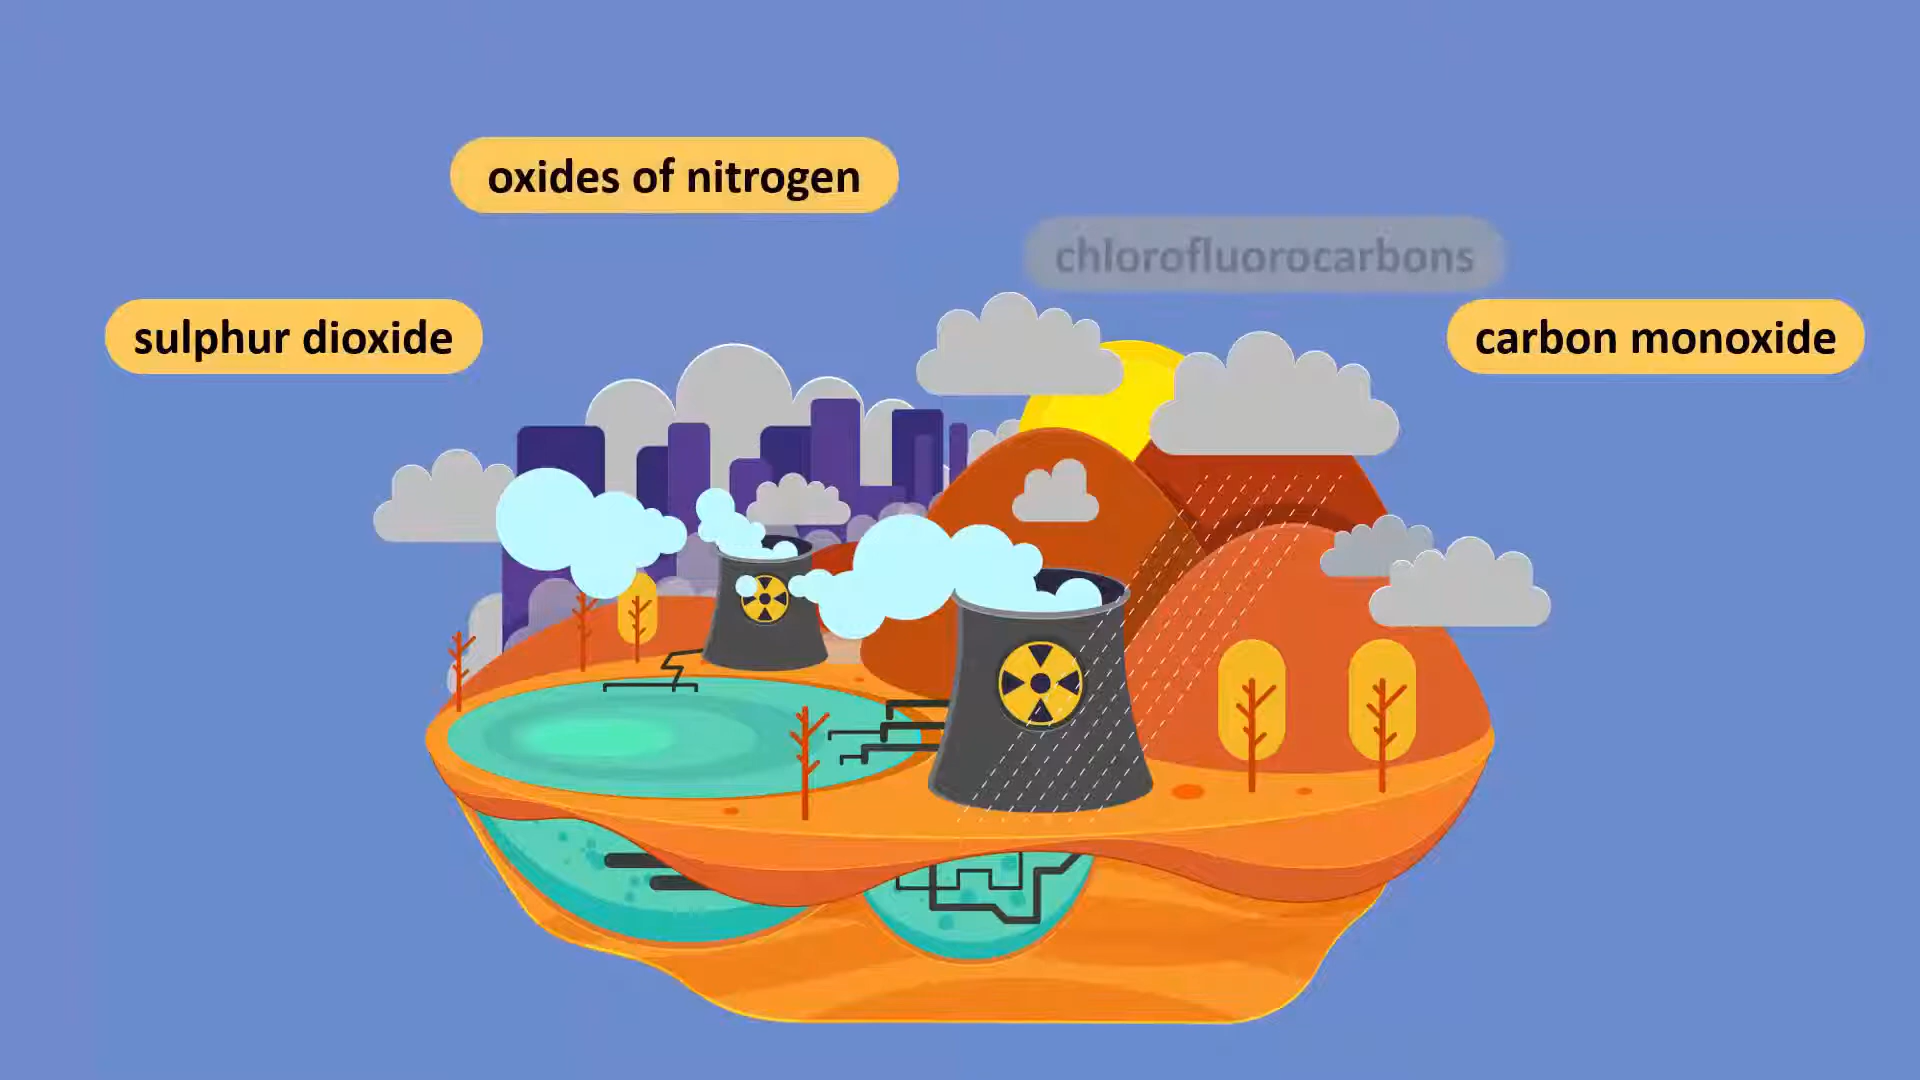 oxides of nitrogen
chlorofluorocarbons
sulphur dioxide
carbon monoxide